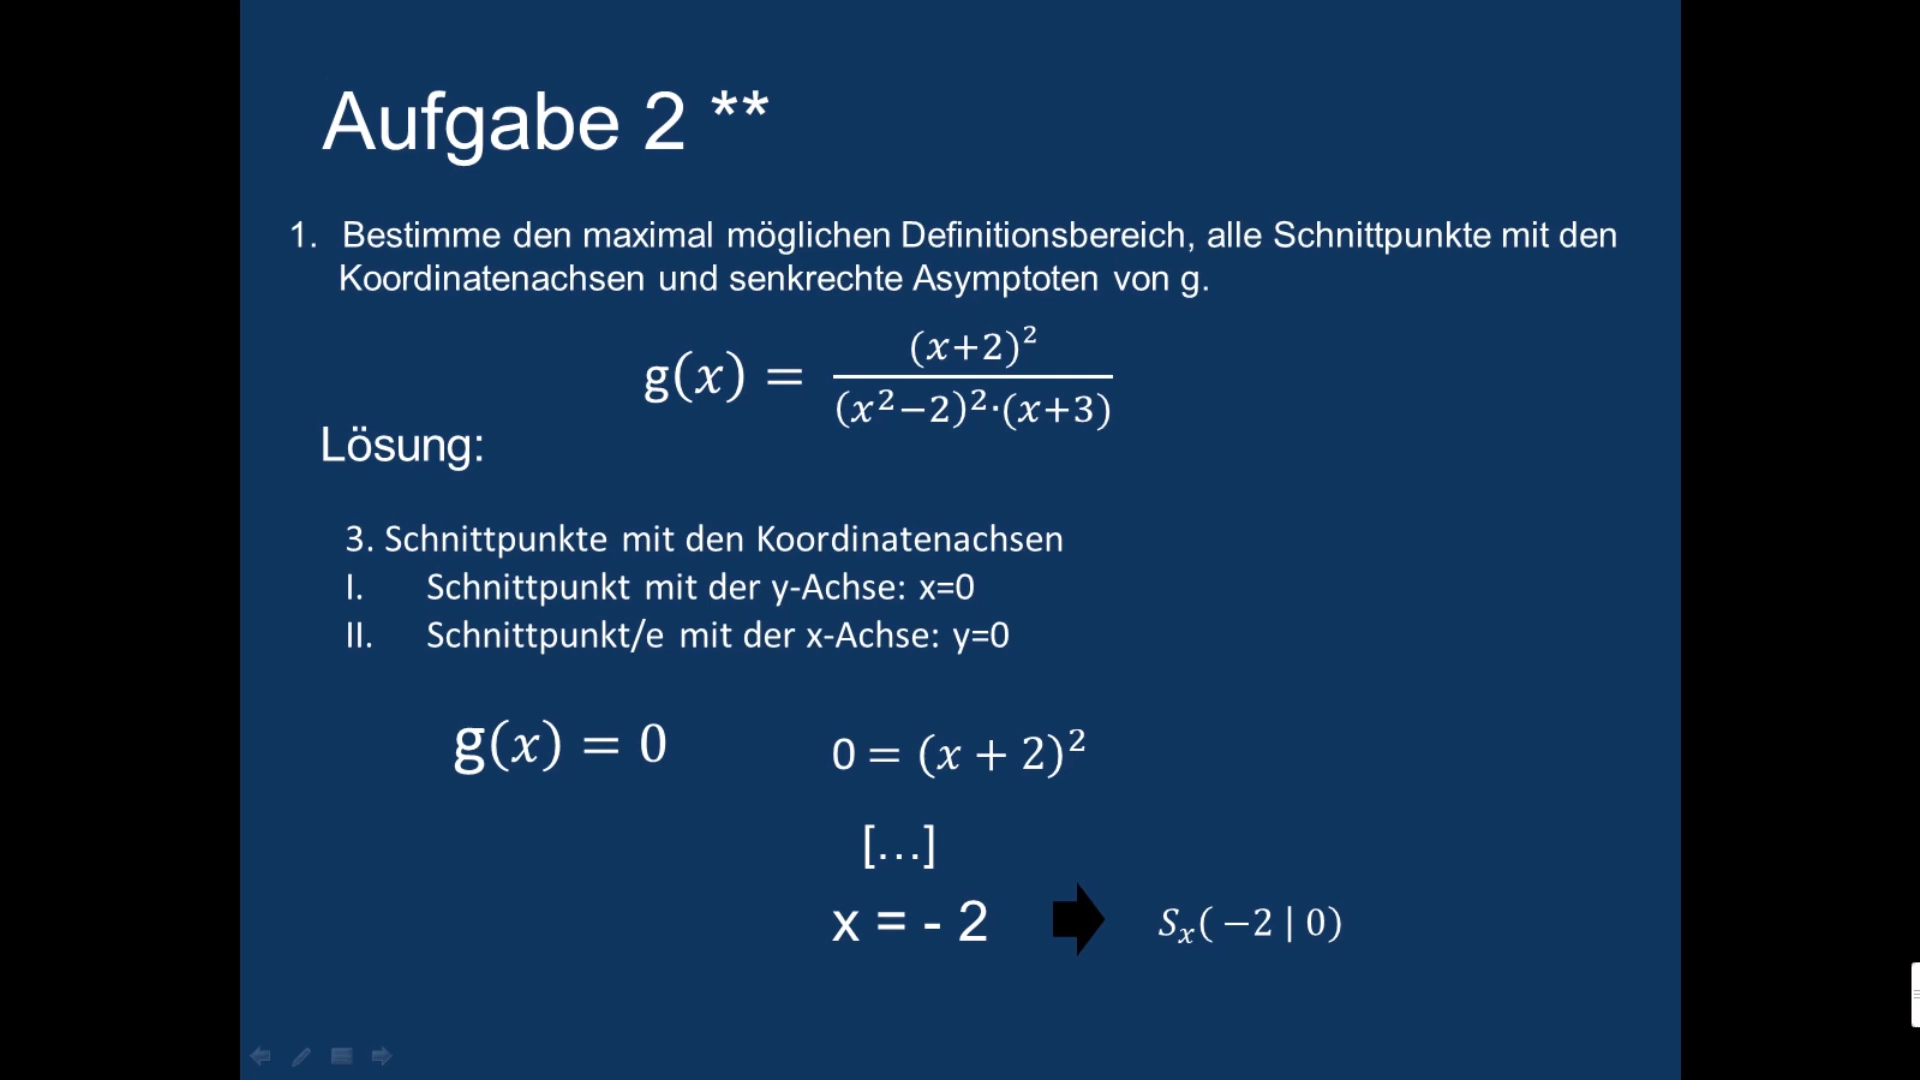 Aufgabe 2 **
1. Bestimme den maximal möglichen Definitionsbereich, alle Schnittpunkte mit den
Koordinatenachsen und senkrechte Asymptoten von g.
g(x) = (x+2)² / (x²−2)²·(x+3)
Lösung:
3. Schnittpunkte mit den Koordinatenachsen
I. Schnittpunkt mit der y-Achse: x=0
II. Schnittpunkt/e mit der x-Achse: y=0
g(x) = 0
0 = (x + 2)²
[...]
x = - 2
Sₓ( −2 | 0)